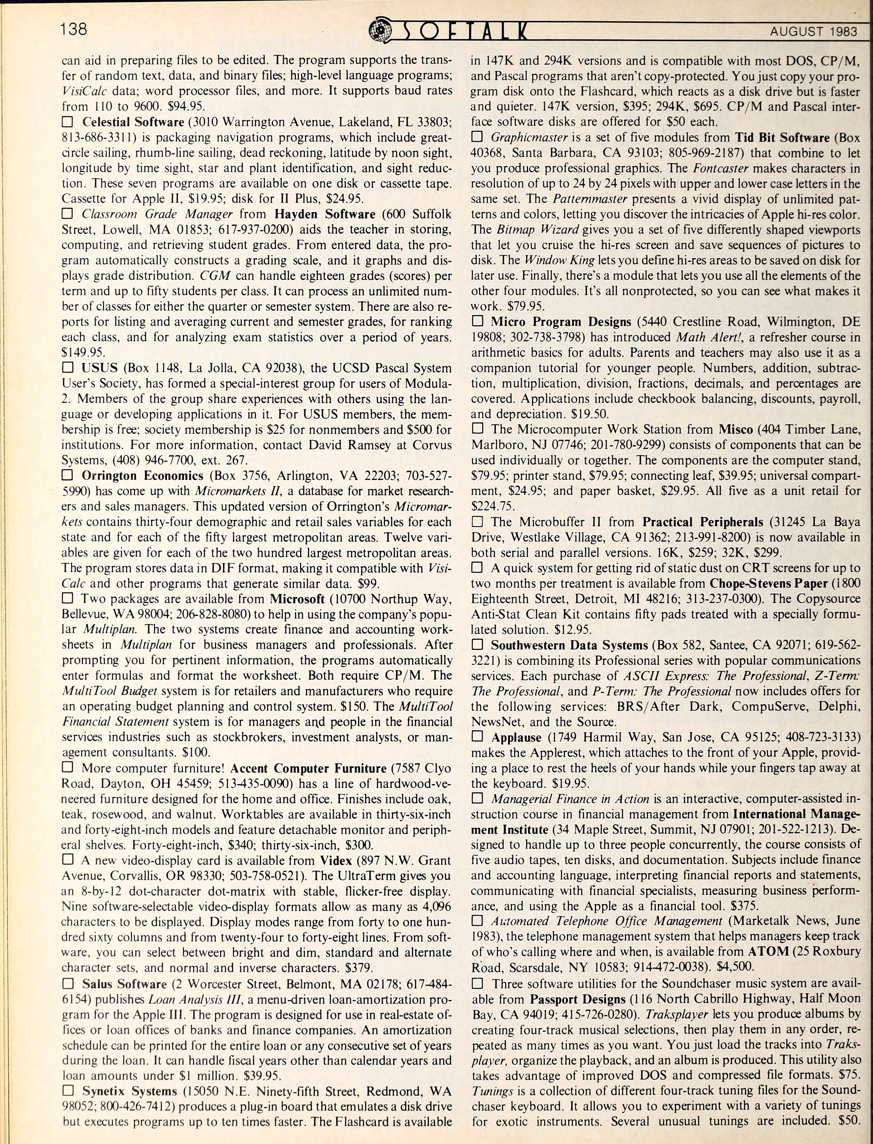 138
SOFTALK
AUGUST 1983
can aid in preparing files to be edited. The program supports the trans-
fer of random text, data, and binary files; high-level language programs;
VisiCalc data; word processor files, and more. It supports baud rates
from 110 to 9600. $94.95.
☐ Celestial Software (3010 Warrington Avenue, Lakeland, FL 33803;
813-686-3311) is packaging navigation programs, which include great-
circle sailing, rhumb-line sailing, dead reckoning, latitude by noon sight,
longitude by time sight, star and plant identification, and sight reduc-
tion. These seven programs are available on one disk or cassette tape.
Cassette for Apple II, $19.95; disk for II Plus, $24.95.
☐ Classroom Grade Manager from Hayden Software (600 Suffolk
Street, Lowell, MA 01853; 617-937-0200) aids the teacher in storing,
computing, and retrieving student grades. From entered data, the pro-
gram automatically constructs a grading scale, and it graphs and dis-
plays grade distribution. CGM can handle eighteen grades (scores) per
term and up to fifty students per class. It can process an unlimited num-
ber of classes for either the quarter or semester system. There are also re-
ports for listing and averaging current and semester grades, for ranking
each class, and for analyzing exam statistics over a period of years.
$149.95.
☐ USUS (Box 1148, La Jolla, CA 92038), the UCSD Pascal System
User's Society, has formed a special-interest group for users of Modula-
2. Members of the group share experiences with others using the lan-
guage or developing applications in it. For USUS members, the mem-
bership is free; society membership is $25 for nonmembers and $500 for
institutions. For more information, contact David Ramsey at Corvus
Systems, (408) 946-7700, ext. 267.
☐ Orrington Economics (Box 3756, Arlington, VA 22203; 703-527-
5990) has come up with Micromarkets II, a database for market research-
ers and sales managers. This updated version of Orrington's Micromar-
kets contains thirty-four demographic and retail sales variables for each
state and for each of the fifty largest metropolitan areas. Twelve vari-
ables are given for each of the two hundred largest metropolitan areas.
The program stores data in DIF format, making it compatible with Visi-
Calc and other programs that generate similar data. $99.
☐ Two packages are available from Microsoft (10700 Northup Way,
Bellevue, WA 98004; 206-828-8080) to help in using the company's popu-
lar Multiplan. The two systems create finance and accounting work-
sheets in Multiplan for business managers and professionals. After
prompting you for pertinent information, the programs automatically
enter formulas and format the worksheet. Both require CP/M. The
MultiTool Budget system is for retailers and manufacturers who require
an operating budget planning and control system. $150. The MultiTool
Financial Statement system is for managers and people in the financial
services industries such as stockbrokers, investment analysts, or man-
agement consultants. $100.
☐ More computer furniture! Accent Computer Furniture (7587 Clyo
Road, Dayton, OH 45459; 513-435-0090) has a line of hardwood-ve-
neered furniture designed for the home and office. Finishes include oak,
teak, rosewood, and walnut. Worktables are available in thirty-six-inch
and forty-eight-inch models and feature detachable monitor and periph-
eral shelves. Forty-eight-inch, $340; thirty-six-inch, $300.
☐ A new video-display card is available from Videx (897 N.W. Grant
Avenue, Corvallis, OR 98330; 503-758-0521). The UltraTerm gives you
an 8-by-12 dot-character dot-matrix with stable, flicker-free display.
Nine software-selectable video-display formats allow as many as 4,096
characters to be displayed. Display modes range from forty to one hun-
dred sixty columns and from twenty-four to forty-eight lines. From soft-
ware, you can select between bright and dim, standard and alternate
character sets, and normal and inverse characters. $379.
☐ Salus Software (2 Worcester Street, Belmont, MA 02178; 617-484-
6154) publishes Loan Analysis III, a menu-driven loan-amortization pro-
gram for the Apple III. The program is designed for use in real-estate of-
fices or loan offices of banks and finance companies. An amortization
schedule can be printed for the entire loan or any consecutive set of years
during the loan. It can handle fiscal years other than calendar years and
loan amounts under $1 million. $39.95.
☐ Synetix Systems (15050 N.E. Ninety-fifth Street, Redmond, WA
98052; 800-426-7412) produces a plug-in board that emulates a disk drive
but executes programs up to ten times faster. The Flashcard is available
in 147K and 294K versions and is compatible with most DOS, CP/M,
and Pascal programs that aren't copy-protected. You just copy your pro-
gram disk onto the Flashcard, which reacts as a disk drive but is faster
and quieter. 147K version, $395; 294K, $695. CP/M and Pascal inter-
face software disks are offered for $50 each.
☐ Graphicmaster is a set of five modules from Tid Bit Software (Box
40368, Santa Barbara, CA 93103; 805-969-2187) that combine to let
you produce professional graphics. The Fontcaster makes characters in
resolution of up to 24 by 24 pixels with upper and lower case letters in the
same set. The Patternmaster presents a vivid display of unlimited pat-
terns and colors, letting you discover the intricacies of Apple hi-res color.
The Bitmap Wizard gives you a set of five differently shaped viewports
that let you cruise the hi-res screen and save sequences of pictures to
disk. The Window King lets you define hi-res areas to be saved on disk for
later use. Finally, there's a module that lets you use all the elements of the
other four modules. It's all nonprotected, so you can see what makes it
work. $79.95.
☐ Micro Program Designs (5440 Crestline Road, Wilmington, DE
19808; 302-738-3798) has introduced Math Alert!, a refresher course in
arithmetic basics for adults. Parents and teachers may also use it as a
companion tutorial for younger people. Numbers, addition, subtrac-
tion, multiplication, division, fractions, decimals, and percentages are
covered. Applications include checkbook balancing, discounts, payroll,
and depreciation. $19.50.
☐ The Microcomputer Work Station from Misco (404 Timber Lane,
Marlboro, NJ 07746; 201-780-9299) consists of components that can be
used individually or together. The components are the computer stand,
$79.95; printer stand, $79.95; connecting leaf, $39.95; universal compart-
ment, $24.95; and paper basket, $29.95. All five as a unit retail for
$224.75.
☐ The Microbuffer II from Practical Peripherals (31245 La Baya
Drive, Westlake Village, CA 91362; 213-991-8200) is now available in
both serial and parallel versions. 16K, $259; 32K, $299.
☐ A quick system for getting rid of static dust on CRT screens for up to
two months per treatment is available from Chope-Stevens Paper (1800
Eighteenth Street, Detroit, MI 48216; 313-237-0300). The Copysource
Anti-Stat Clean Kit contains fifty pads treated with a specially formu-
lated solution. $12.95.
☐ Southwestern Data Systems (Box 582, Santee, CA 92071; 619-562-
3221) is combining its Professional series with popular communications
services. Each purchase of ASCII Express: The Professional, Z-Term:
The Professional, and P-Term: The Professional now includes offers for
the following services: BRS/After Dark, CompuServe, Delphi,
NewsNet, and the Source.
☐ Applause (1749 Harmil Way, San Jose, CA 95125; 408-723-3133)
makes the Applerest, which attaches to the front of your Apple, provid-
ing a place to rest the heels of your hands while your fingers tap away at
the keyboard. $19.95.
☐ Managerial Finance in Action is an interactive, computer-assisted in-
struction course in financial management from International Manage-
ment Institute (34 Maple Street, Summit, NJ 07901; 201-522-1213). De-
signed to handle up to three people concurrently, the course consists of
five audio tapes, ten disks, and documentation. Subjects include finance
and accounting language, interpreting financial reports and statements,
communicating with financial specialists, measuring business perform-
ance, and using the Apple as a financial tool. $375.
☐ Automated Telephone Office Management (Marketalk News, June
1983), the telephone management system that helps managers keep track
of who's calling where and when, is available from ATOM (25 Roxbury
Road, Scarsdale, NY 10583; 914-472-0038). $4,500.
☐ Three software utilities for the Soundchaser music system are avail-
able from Passport Designs (116 North Cabrillo Highway, Half Moon
Bay, CA 94019; 415-726-0280). Traksplayer lets you produce albums by
creating four-track musical selections, then play them in any order, re-
peated as many times as you want. You just load the tracks into Traks-
player, organize the playback, and an album is produced. This utility also
takes advantage of improved DOS and compressed file formats. $75.
Tunings is a collection of different four-track tuning files for the Sound-
chaser keyboard. It allows you to experiment with a variety of tunings
for exotic instruments. Several unusual tunings are included. $50.